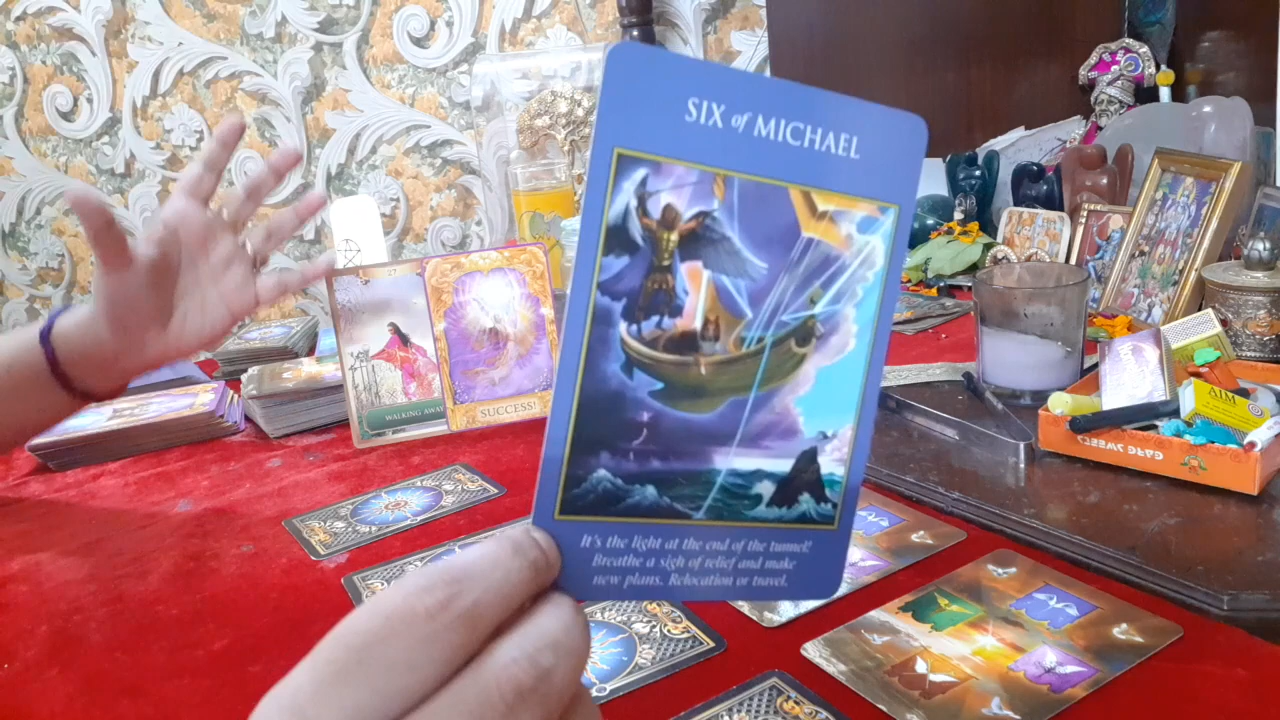 SIX of MICHAEL
It's the light at the end of the tunnel!
Breathe a sigh of relief and make
new plans. Relocation or travel.
27
WALKING AWAY
SUCCESS!
AIM